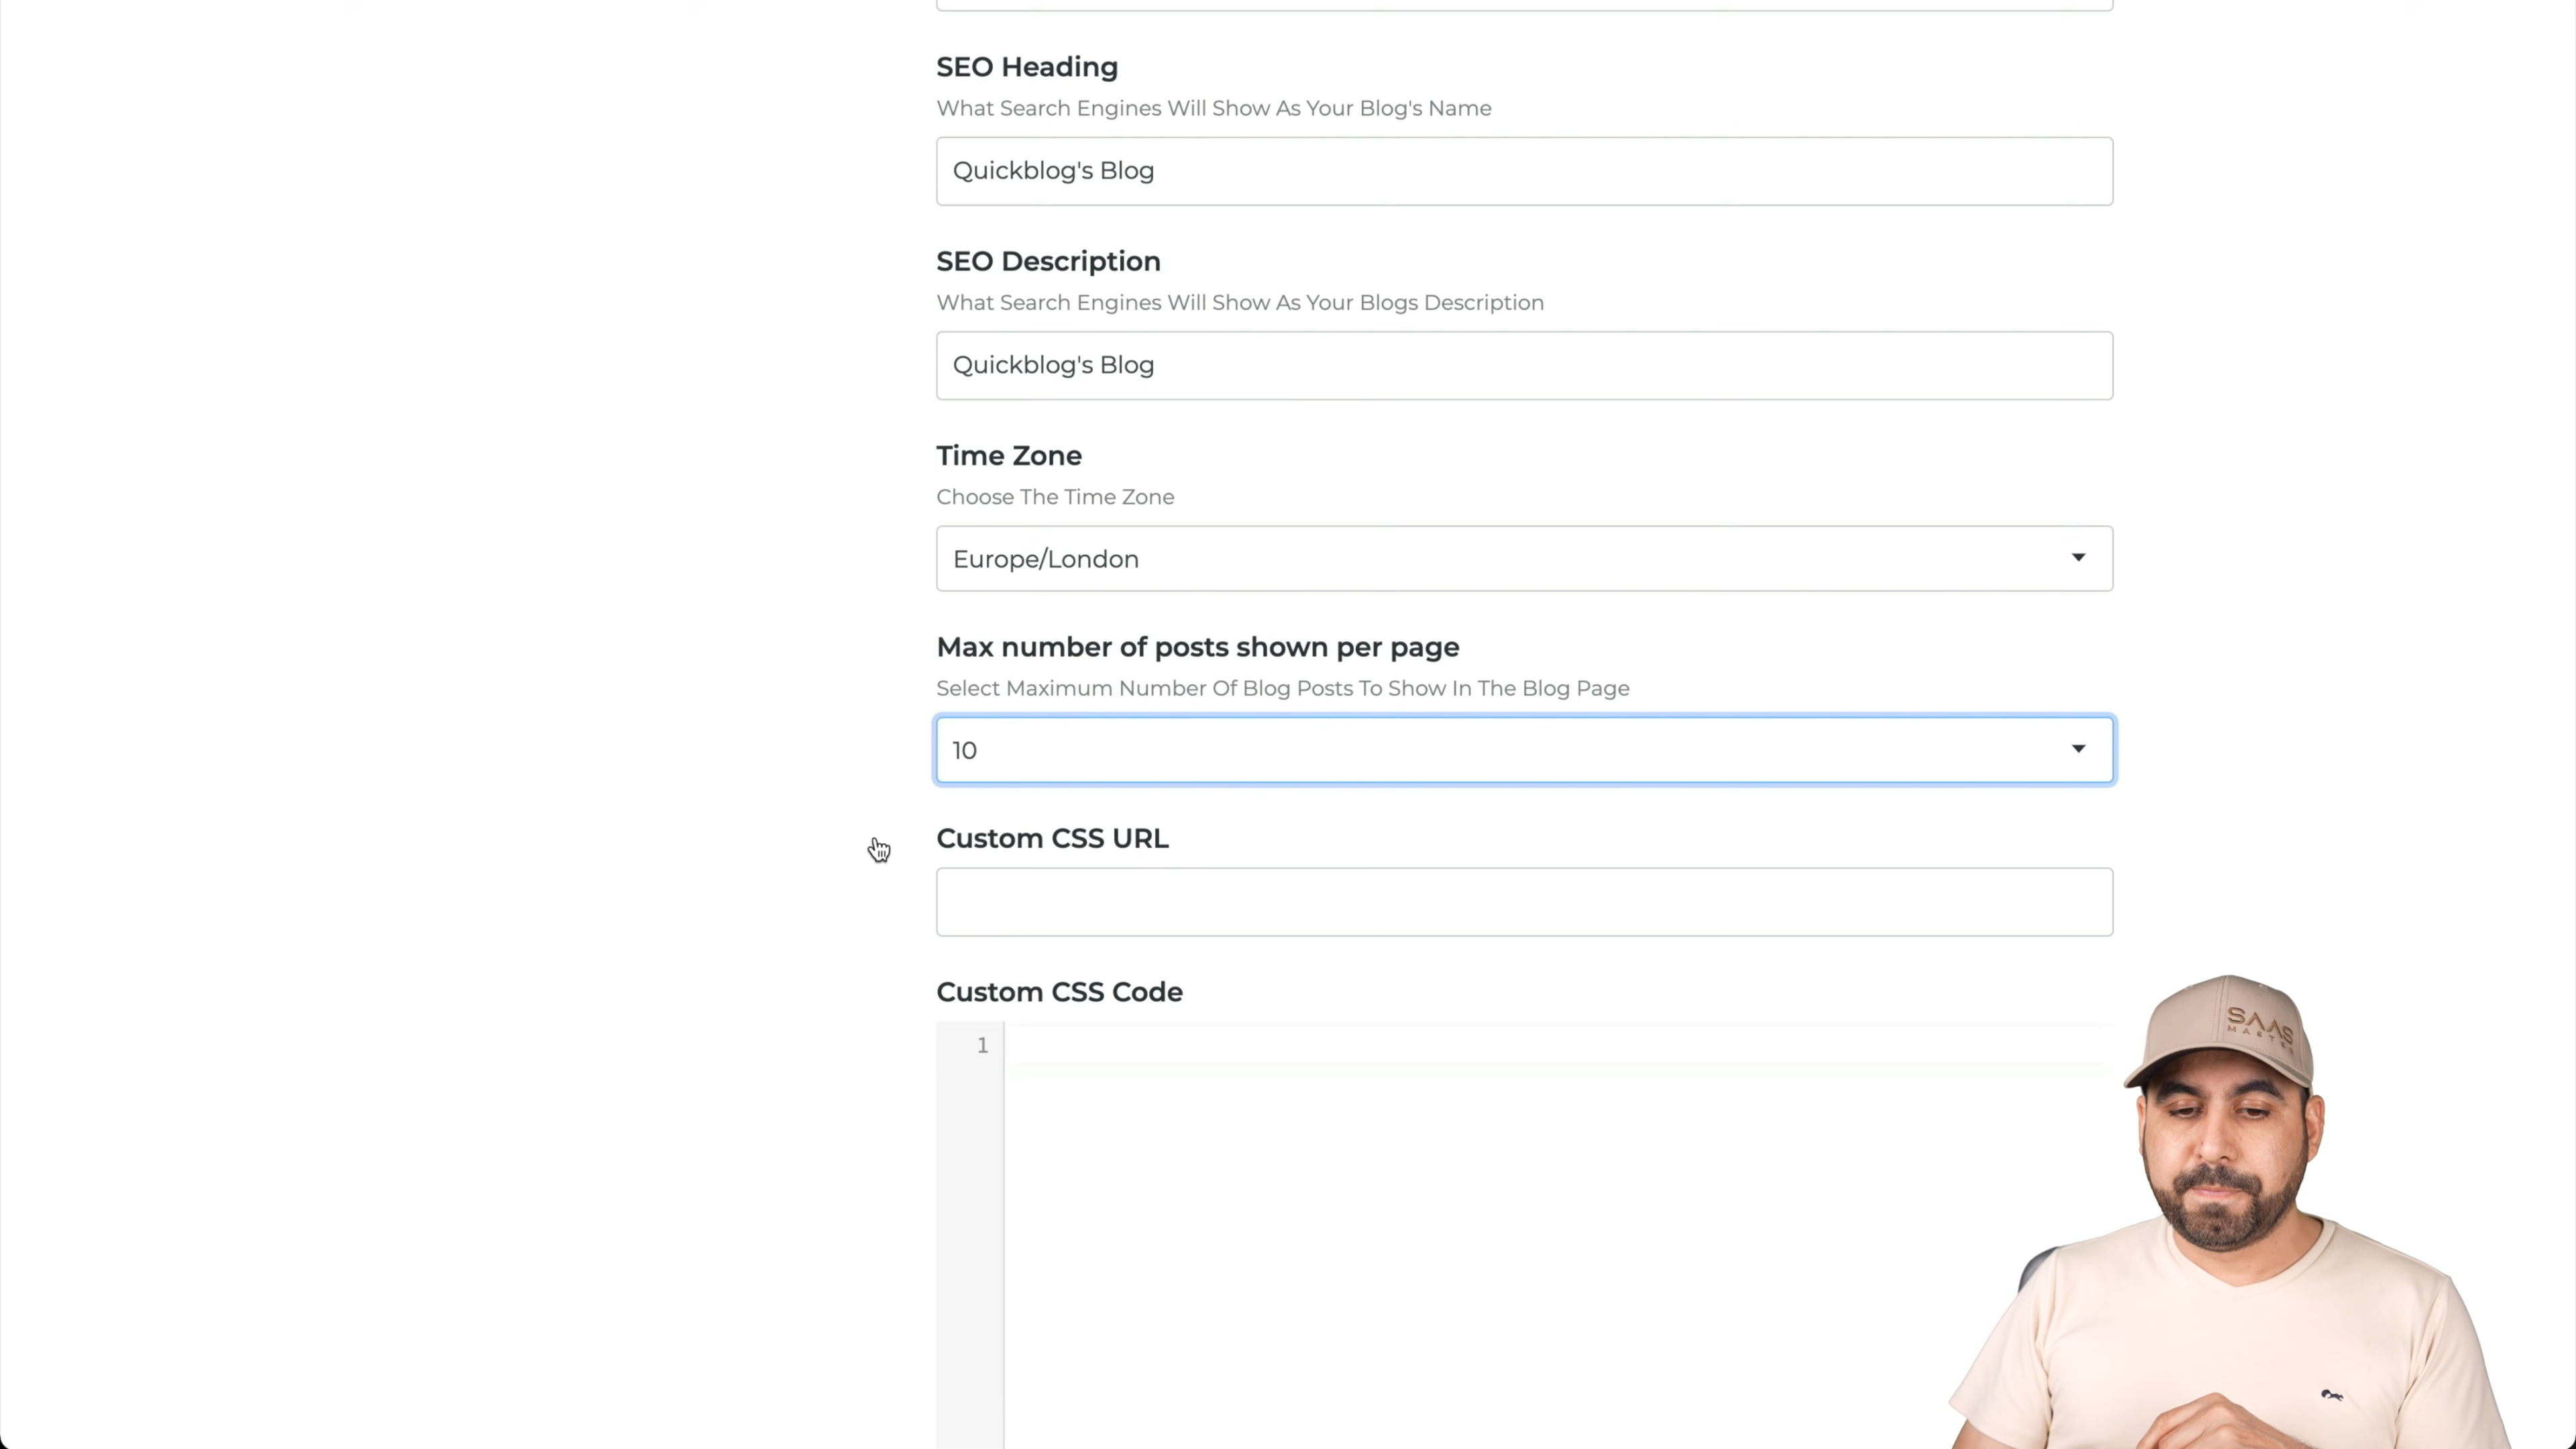 SEO Heading
What Search Engines Will Show As Your Blog's Name
Quickblog's Blog
SEO Description
What Search Engines Will Show As Your Blogs Description
Quickblog's Blog
Time Zone
Choose The Time Zone
Europe/London
Max number of posts shown per page
Select Maximum Number Of Blog Posts To Show In The Blog Page
10
Custom CSS URL
Custom CSS Code
1
SAAS
MASTER